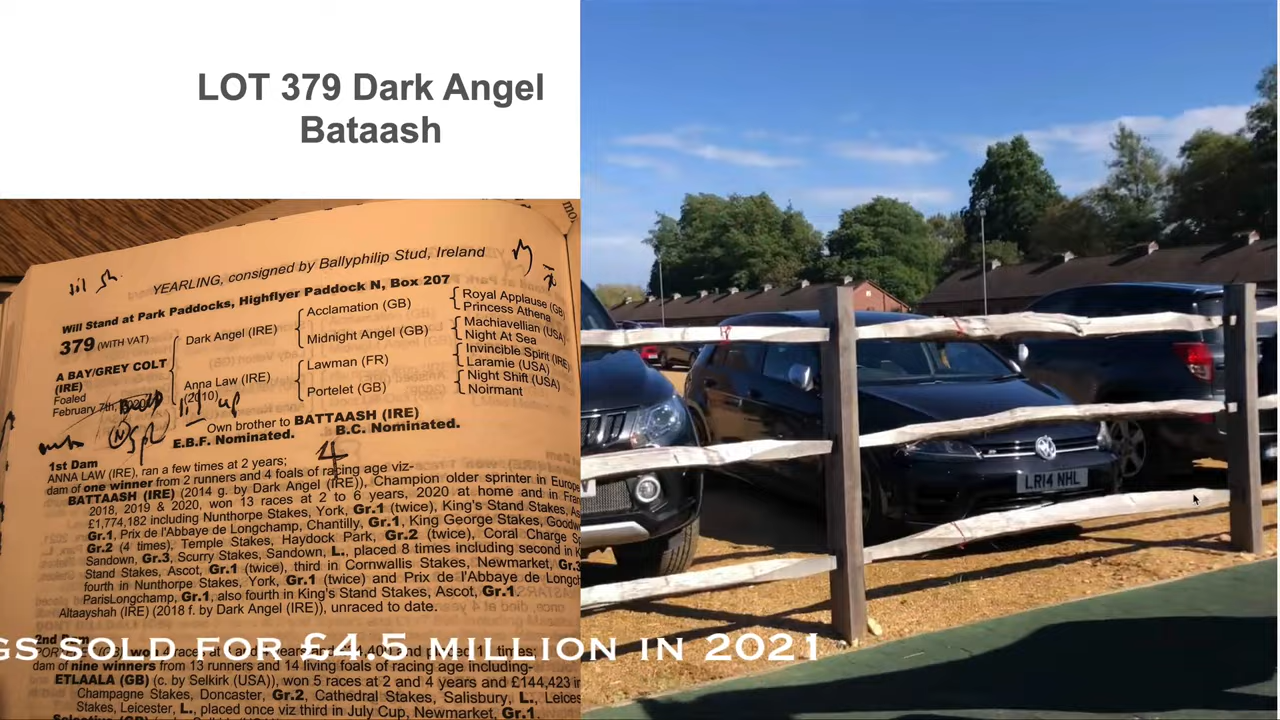 LOT 379 Dark Angel
Bataash
YEARLING, consigned by Ballyphilip Stud, Ireland
Will Stand at Park Paddocks, Highflyer Paddock N, Box 207
379 (WITH VAT)
A BAY/GREY COLT
(IRE)
Foaled
February 7th, 2020
Dark Angel (IRE)
Anna Law (IRE)
(2010)
Acclamation (GB)
Midnight Angel (GB)
Lawman (FR)
Portelet (GB)
Royal Applause (GB)
Princess Athena
Machiavellian (USA)
Night At Sea
Invincible Spirit (IRE)
Laramie (USA)
Night Shift (USA)
Noirmant
Own brother to BATTAASH (IRE)
E.B.F. Nominated. B.C. Nominated.
4
1st Dam
ANNA LAW (IRE), ran a few times at 2 years;
dam of one winner from 2 runners and 4 foals of racing age viz-
BATTAASH (IRE) (2014 g. by Dark Angel (IRE)), Champion older sprinter in Europe
2018, 2019 & 2020, won 13 races at 2 to 6 years, 2020 at home and in Fran
£1,774,182 including Nunthorpe Stakes, York, Gr.1 (twice), King's Stand Stakes, As
Gr.1, Prix de l'Abbaye de Longchamp, Chantilly, Gr.1, King George Stakes, Goodw
Gr.2 (4 times), Temple Stakes, Haydock Park, Gr.2 (twice), Coral Charge S
Sandown, Gr.3, Scurry Stakes, Sandown, L., placed 8 times including second in K
Stand Stakes, Ascot, Gr.1 (twice), third in Cornwallis Stakes, Newmarket, Gr.3
fourth in Nunthorpe Stakes, York, Gr.1 (twice) and Prix de l'Abbaye de Longch
ParisLongchamp, Gr.1, also fourth in King's Stand Stakes, Ascot, Gr.1.
Altaayshah (IRE) (2018 f. by Dark Angel (IRE)), unraced to date.
2nd Dam
GS SOLD FOR £4.5 MILLION IN 2021
dam of nine winners from 13 runners and 14 living foals of racing age including-
ETLAALA (GB) (c. by Selkirk (USA)), won 5 races at 2 and 4 years and £144,423 in
Champagne Stakes, Doncaster, Gr.2, Cathedral Stakes, Salisbury, L., Leices
Stakes, Leicester, L., placed once viz third in July Cup, Newmarket, Gr.1.
LR14 NHL